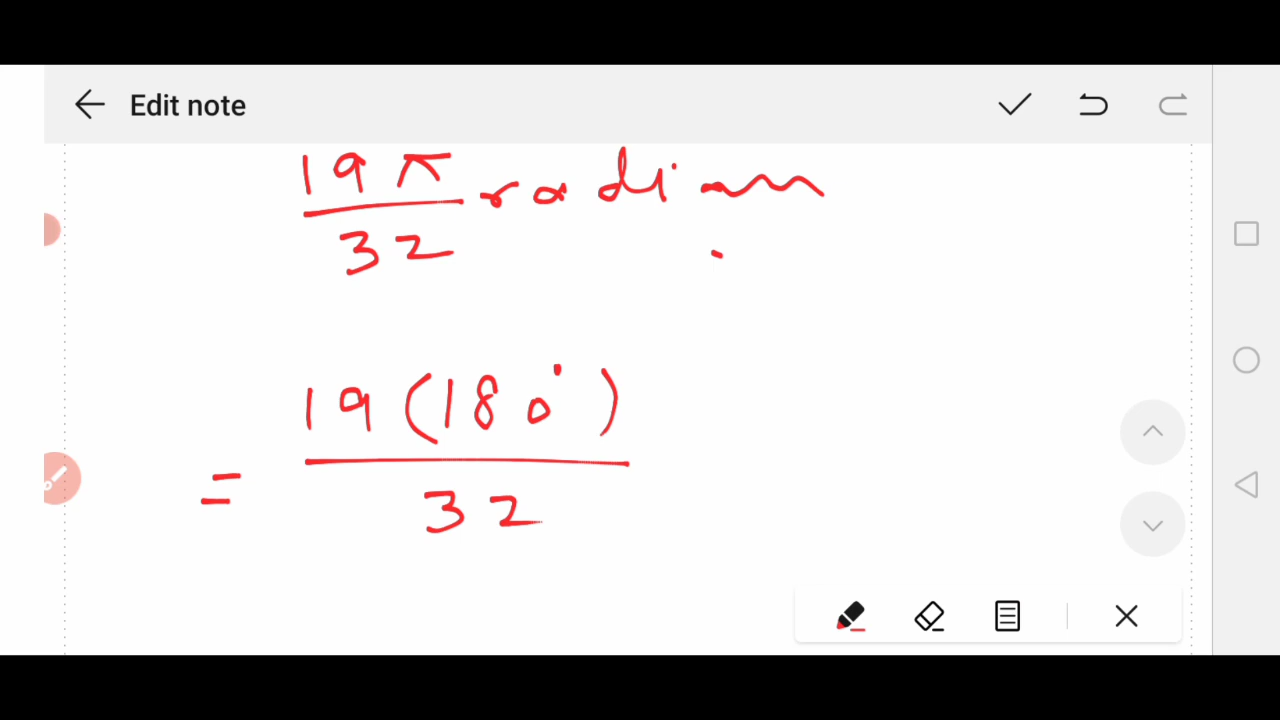 Edit note
19π
radian
32
19(180°)
=
32